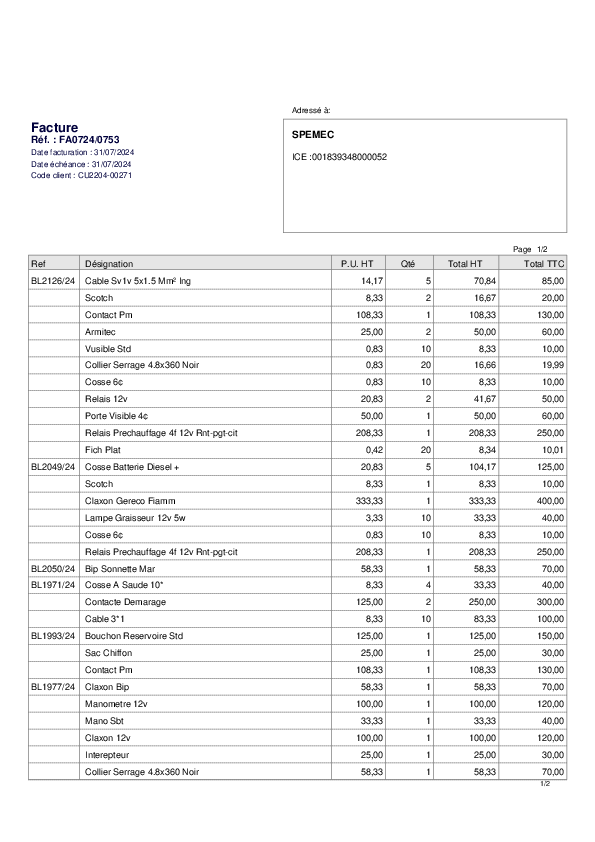 Adressé à:
Facture
Réf. : FA0724/0753
Date facturation : 31/07/2024
Date échéance : 31/07/2024
Code client : CU2204-00271
SPEMEC
ICE :001839348000052
Page 1/2
Ref Désignation P.U. HT Qté Total HT Total TTC
BL2126/24 Cable Sv1v 5x1.5 Mm² Ing 14,17 5 70,84 85,00
Scotch 8,33 2 16,67 20,00
Contact Pm 108,33 1 108,33 130,00
Armitec 25,00 2 50,00 60,00
Vusible Std 0,83 10 8,33 10,00
Collier Serrage 4.8x360 Noir 0,83 20 16,66 19,99
Cosse 6¢ 0,83 10 8,33 10,00
Relais 12v 20,83 2 41,67 50,00
Porte Visible 4¢ 50,00 1 50,00 60,00
Relais Prechauffage 4f 12v Rnt-pgt-cit 208,33 1 208,33 250,00
Fich Plat 0,42 20 8,34 10,01
BL2049/24 Cosse Batterie Diesel + 20,83 5 104,17 125,00
Scotch 8,33 1 8,33 10,00
Claxon Gereco Fiamm 333,33 1 333,33 400,00
Lampe Graisseur 12v 5w 3,33 10 33,33 40,00
Cosse 6¢ 0,83 10 8,33 10,00
Relais Prechauffage 4f 12v Rnt-pgt-cit 208,33 1 208,33 250,00
BL2050/24 Bip Sonnette Mar 58,33 1 58,33 70,00
BL1971/24 Cosse A Saude 10* 8,33 4 33,33 40,00
Contacte Demarage 125,00 2 250,00 300,00
Cable 3*1 8,33 10 83,33 100,00
BL1993/24 Bouchon Reservoire Std 125,00 1 125,00 150,00
Sac Chiffon 25,00 1 25,00 30,00
Contact Pm 108,33 1 108,33 130,00
BL1977/24 Claxon Bip 58,33 1 58,33 70,00
Manometre 12v 100,00 1 100,00 120,00
Mano Sbt 33,33 1 33,33 40,00
Claxon 12v 100,00 1 100,00 120,00
Interepteur 25,00 1 25,00 30,00
Collier Serrage 4.8x360 Noir 58,33 1 58,33 70,00
1/2